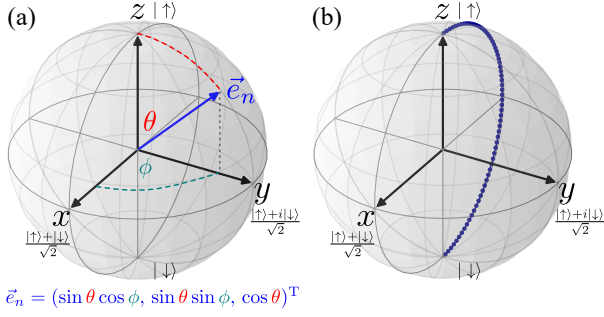 (a)
z |↑⟩
e⃗ₙ
θ
ϕ
x
(|↑⟩+|↓⟩)/√2
y
(|↑⟩+i|↓⟩)/√2
|↓⟩
e⃗ₙ = (sin θ cos ϕ, sin θ sin ϕ, cos θ)ᵀ
(b)
z |↑⟩
x
(|↑⟩+|↓⟩)/√2
y
(|↑⟩+i|↓⟩)/√2
|↓⟩